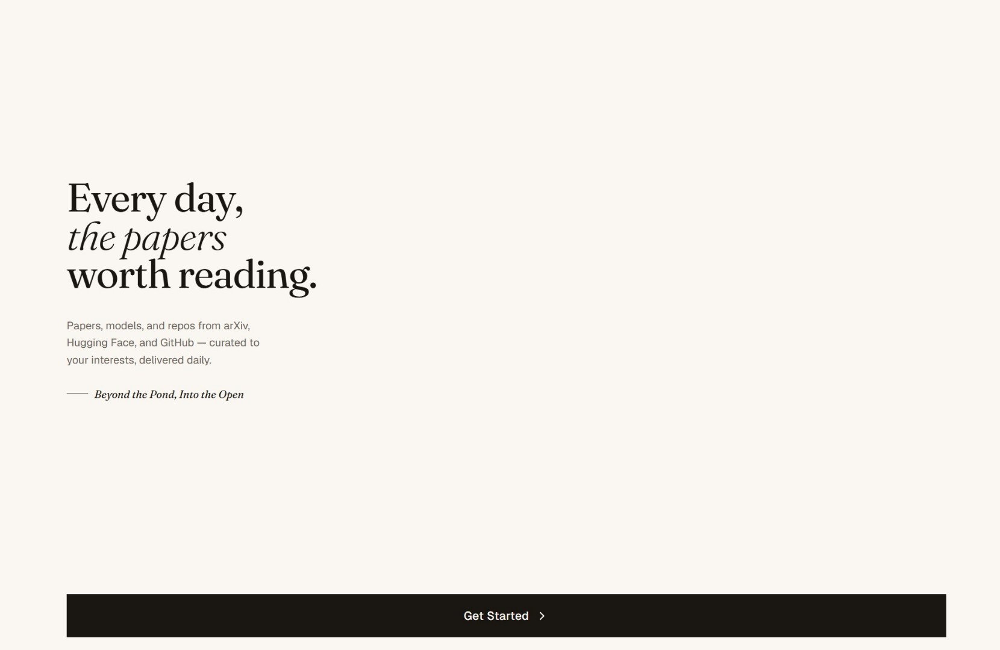 Every day,
the papers
worth reading.
Papers, models, and repos from arXiv,
Hugging Face, and GitHub — curated to
your interests, delivered daily.
Beyond the Pond, Into the Open
Get Started